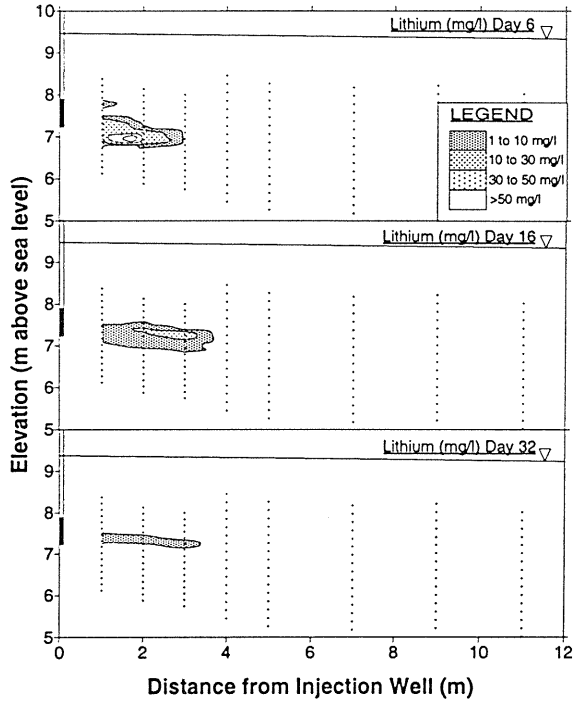 Lithium (mg/l) Day 6
10
9
8
7
6
5
LEGEND
1 to 10 mg/l
10 to 30 mg/l
30 to 50 mg/l
>50 mg/l
Lithium (mg/l) Day 16
9
8
7
6
5
Lithium (mg/l) Day 32
9
8
7
6
5
0
2
4
6
8
10
12
Elevation (m above sea level)
Distance from Injection Well (m)